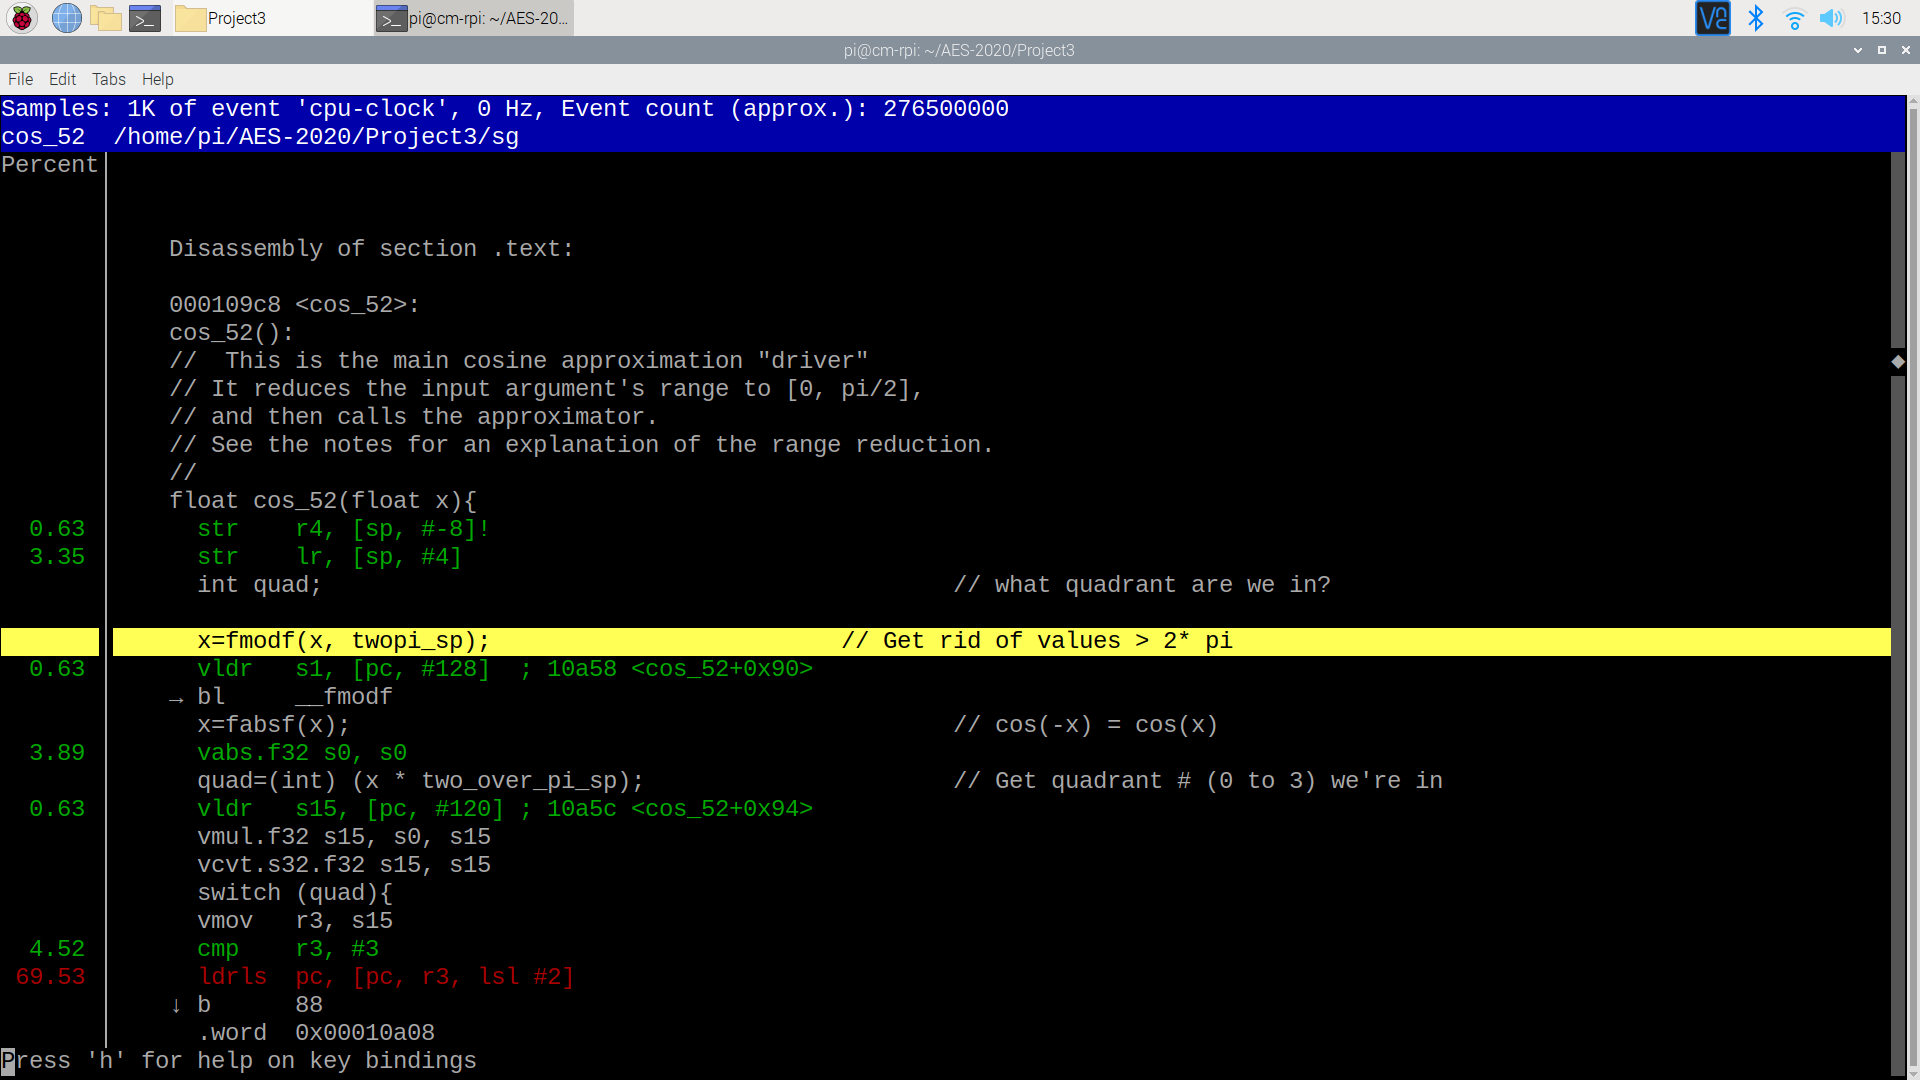 Project3
pi@cm-rpi: ~/AES-20...
15:30
pi@cm-rpi: ~/AES-2020/Project3
File Edit Tabs Help
Samples: 1K of event 'cpu-clock', 0 Hz, Event count (approx.): 276500000
cos_52  /home/pi/AES-2020/Project3/sg
Percent
Disassembly of section .text:
000109c8 <cos_52>:
cos_52():
//  This is the main cosine approximation "driver"
// It reduces the input argument's range to [0, pi/2],
// and then calls the approximator.
// See the notes for an explanation of the range reduction.
//
float cos_52(float x){
0.63 str r4, [sp, #-8]!
3.35 str lr, [sp, #4]
int quad; // what quadrant are we in?
x=fmodf(x, twopi_sp); // Get rid of values > 2* pi
0.63 vldr s1, [pc, #128] ; 10a58 <cos_52+0x90>
→ bl __fmodf
x=fabsf(x); // cos(-x) = cos(x)
3.89 vabs.f32 s0, s0
quad=(int) (x * two_over_pi_sp); // Get quadrant # (0 to 3) we're in
0.63 vldr s15, [pc, #120] ; 10a5c <cos_52+0x94>
vmul.f32 s15, s0, s15
vcvt.s32.f32 s15, s15
switch (quad){
vmov r3, s15
4.52 cmp r3, #3
69.53 ldrls pc, [pc, r3, lsl #2]
↓ b 88
.word 0x00010a08
Press 'h' for help on key bindings